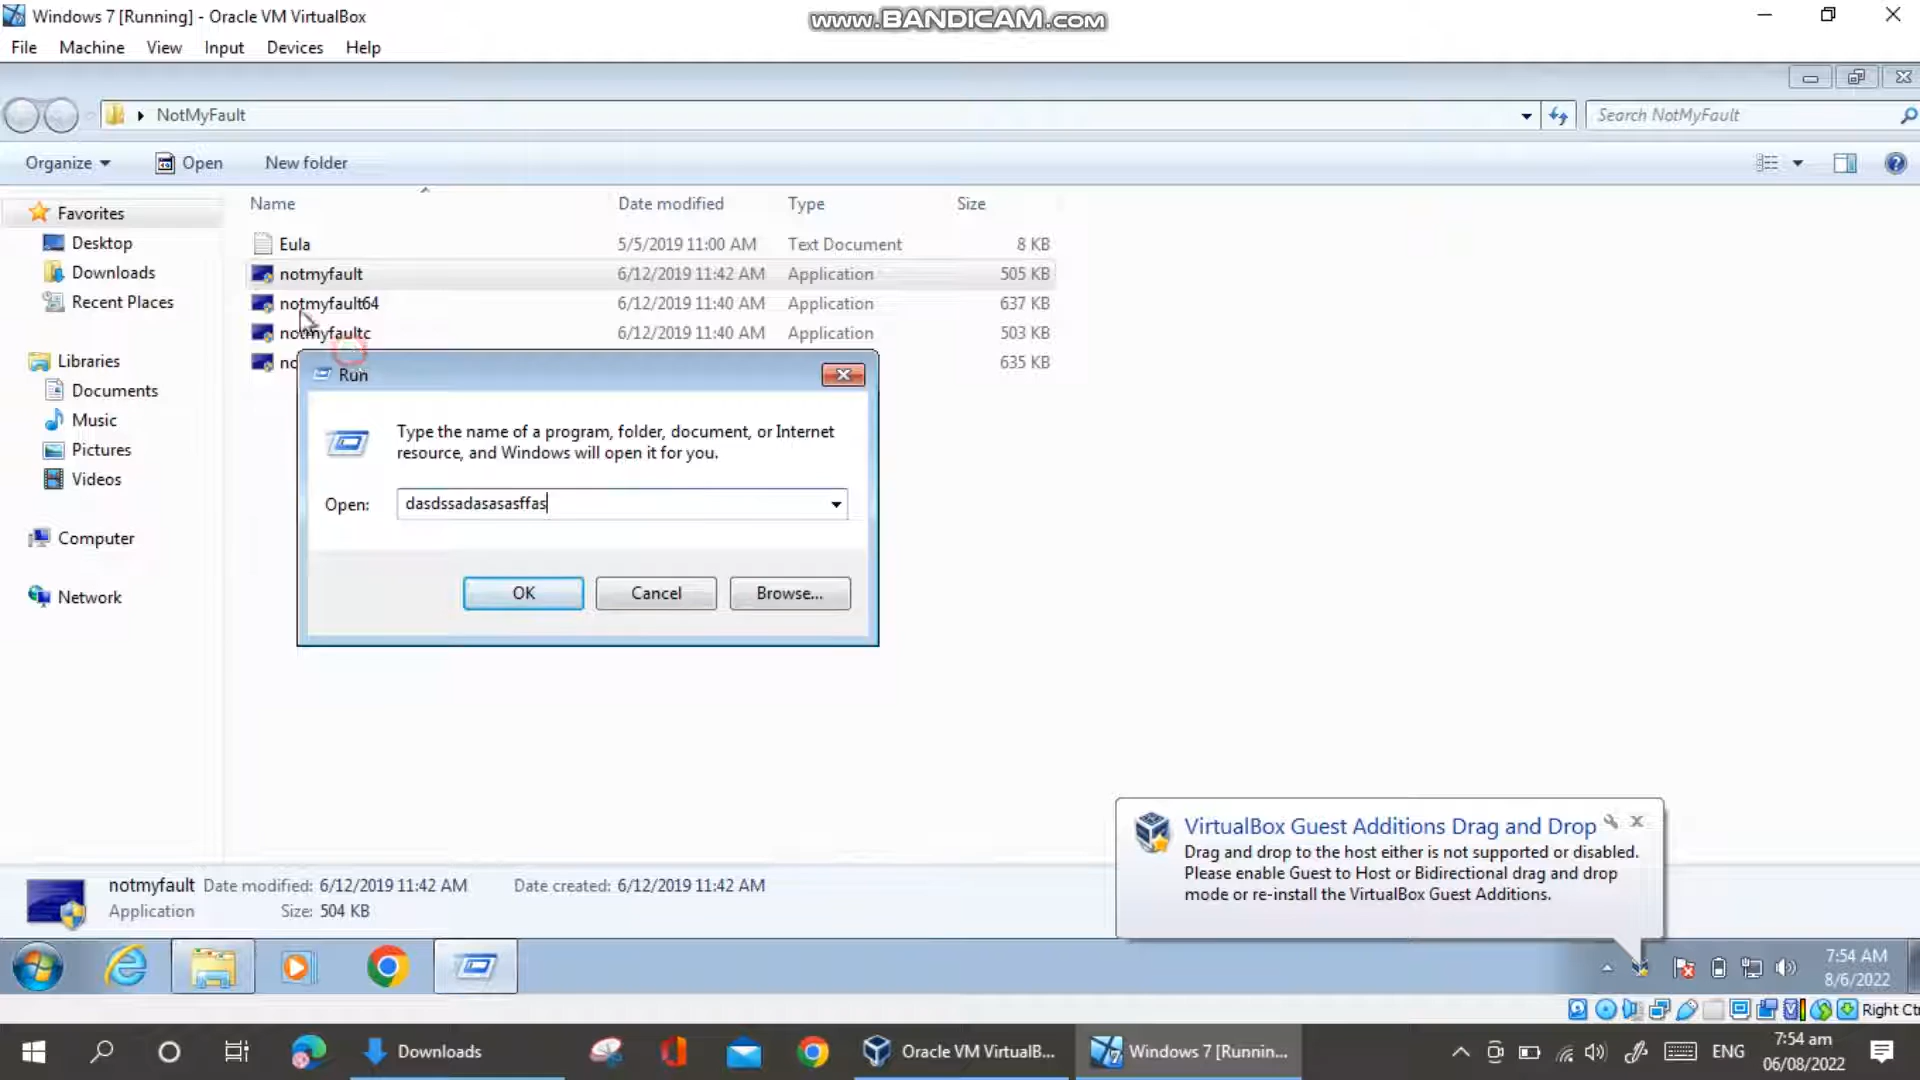 Windows 7 [Running] - Oracle VM VirtualBox
www.BANDICAM.com
File Machine View Input Devices Help
NotMyFault
Search NotMyFault
Organize Open New folder
Name Date modified Type Size
Favorites
Desktop
Downloads
Recent Places
Libraries
Documents
Music
Pictures
Videos
Computer
Network
Eula 5/5/2019 11:00 AM Text Document 8 KB
notmyfault 6/12/2019 11:42 AM Application 505 KB
notmyfault64 6/12/2019 11:40 AM Application 637 KB
notmyfaultc 6/12/2019 11:40 AM Application 503 KB
635 KB
Run
Type the name of a program, folder, document, or Internet
resource, and Windows will open it for you.
Open: dasdssadasasasffas
OK Cancel Browse...
VirtualBox Guest Additions Drag and Drop
Drag and drop to the host either is not supported or disabled.
Please enable Guest to Host or Bidirectional drag and drop
mode or re-install the VirtualBox Guest Additions.
notmyfault Date modified: 6/12/2019 11:42 AM Date created: 6/12/2019 11:42 AM
Application Size: 504 KB
7:54 AM
8/6/2022
Right Ct
Downloads
Oracle VM VirtualB...
Windows 7 [Runnin...
ENG
7:54 am
06/08/2022